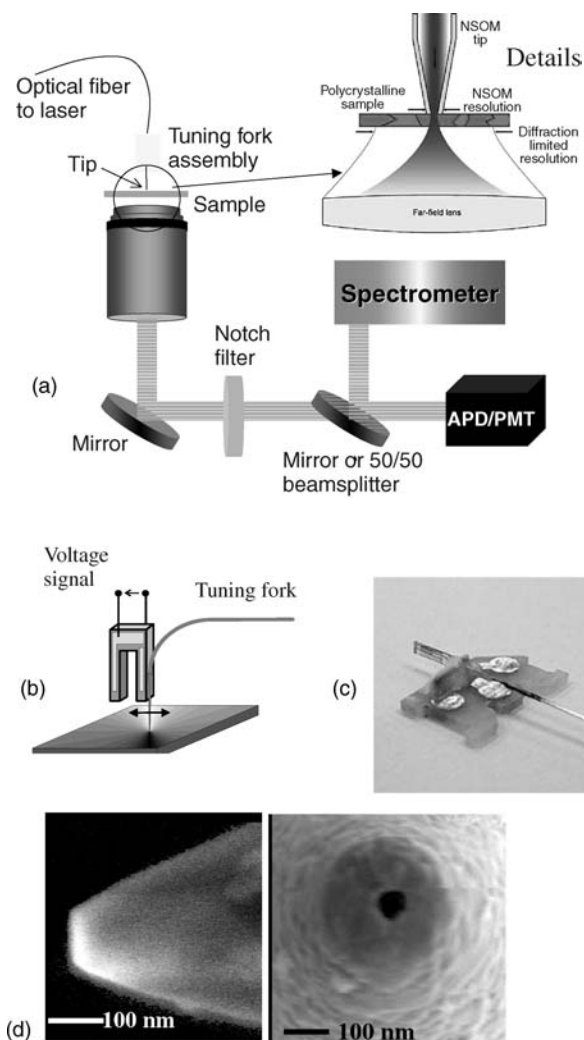 NSOM
tip
Details
Optical fiber
to laser
Polycrystalline
sample
NSOM
resolution
Tuning fork
assembly
Diffraction
limited
resolution
Tip
Sample
Far-field lens
Spectrometer
Notch
filter
(a)
APD/PMT
Mirror
Mirror or 50/50
beamsplitter
Voltage
signal
Tuning fork
(b)
(c)
100 nm
100 nm
(d)